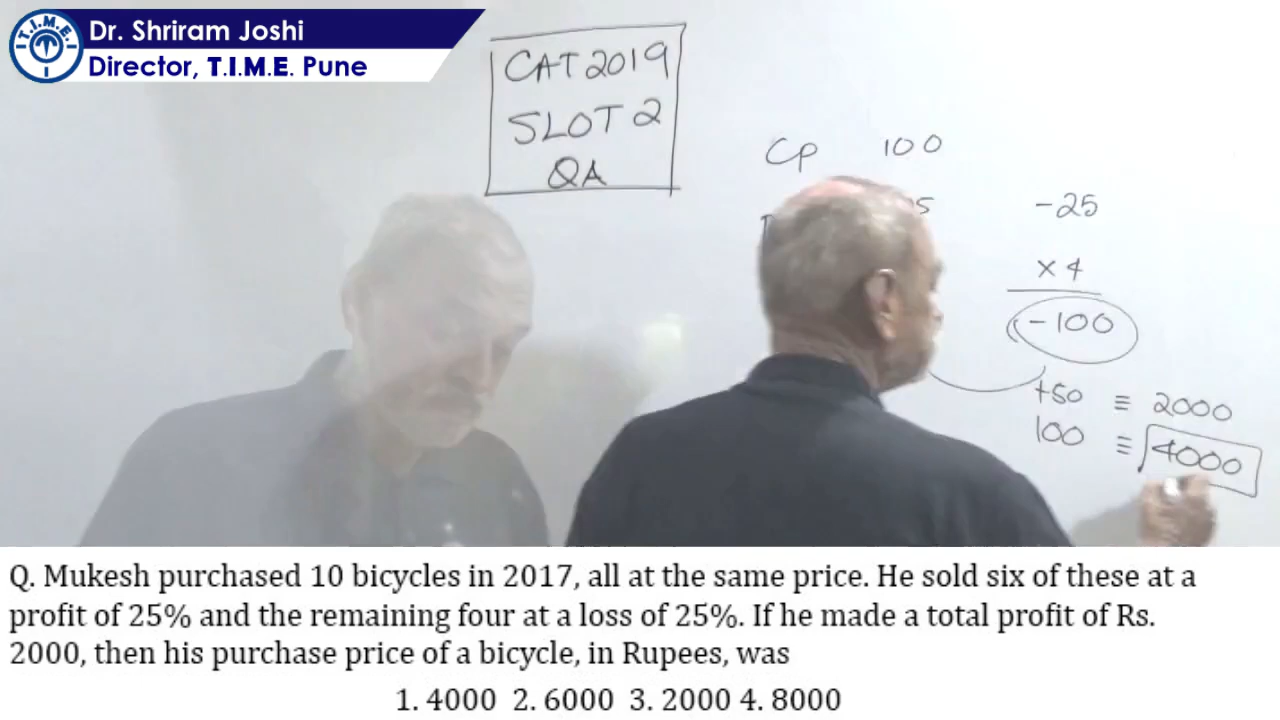 T.I.M.E.
Dr. Shriram Joshi
Director, T.I.M.E. Pune
CAT 2019
SLOT 2
QA
Cp 100
-25
x 4
-100
+50 ≡ 2000
100 ≡ 4000
Q. Mukesh purchased 10 bicycles in 2017, all at the same price. He sold six of these at a
profit of 25% and the remaining four at a loss of 25%. If he made a total profit of Rs.
2000, then his purchase price of a bicycle, in Rupees, was
1. 4000 2. 6000 3. 2000 4. 8000